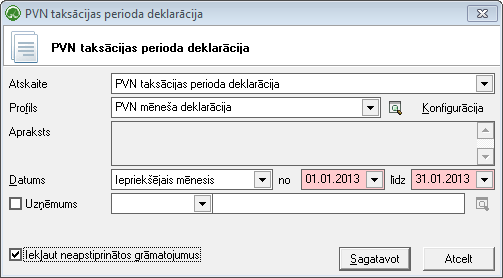 PVN taksācijas perioda deklarācija
PVN taksācijas perioda deklarācija
Atskaite PVN taksācijas perioda deklarācija
Profils PVN mēneša deklarācija Konfigurācija
Apraksts
Datums Iepriekšējais mēnesis no 01.01.2013 līdz 31.01.2013
Uzņēmums
Iekļaut neapstiprinātos grāmatojumus Sagatavot Atcelt